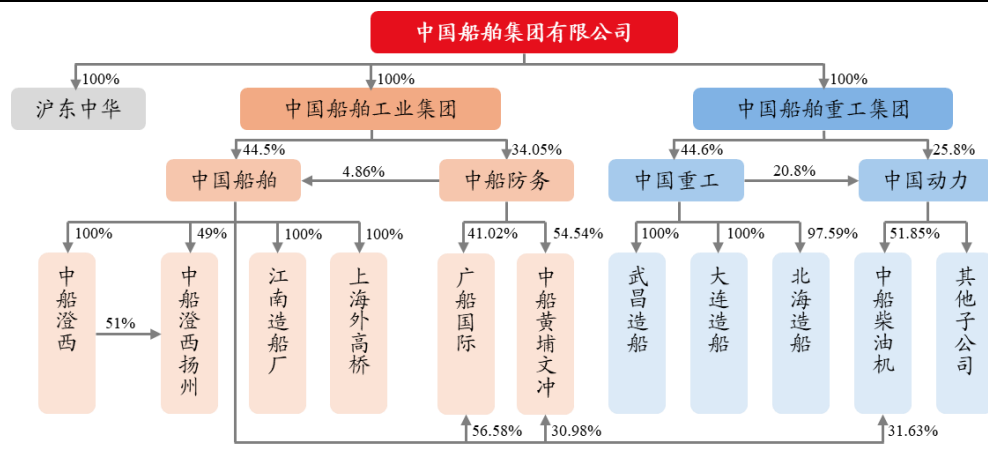 中国船舶集团有限公司
100%
100%
100%
沪东中华
中国船舶工业集团
中国船舶重工集团
44.5%
34.05%
44.6%
25.8%
中国船舶
4.86%
中船防务
中国重工
20.8%
中国动力
100%
49%
100%
100%
41.02%
54.54%
100%
100%
97.59%
51.85%
中船澄西
51%
中船澄西扬州
江南造船厂
上海外高桥
广船国际
中船黄埔文冲
武昌造船
大连造船
北海造船
中船柴油机
其他子公司
56.58%
30.98%
31.63%